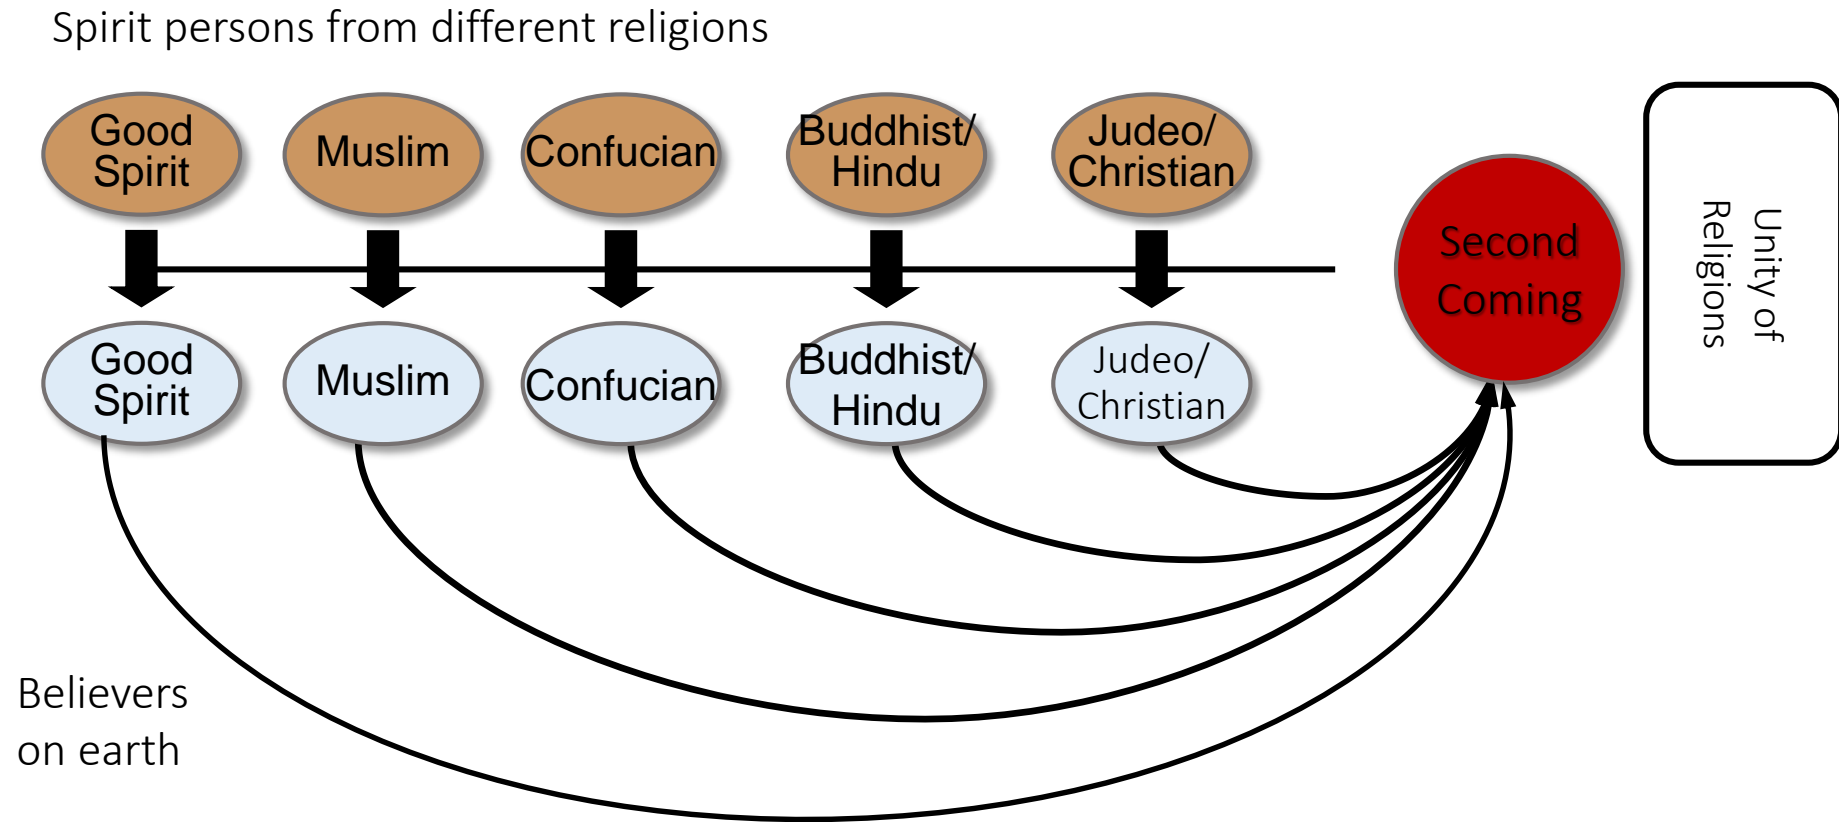 Spirit persons from different religions
Good
Spirit
Muslim
Confucian
Buddhist/
Hindu
Judeo/
Christian
Second
Coming
Unity of
Religions
Good
Spirit
Muslim
Confucian
Buddhist/
Hindu
Judeo/
Christian
Believers
on earth